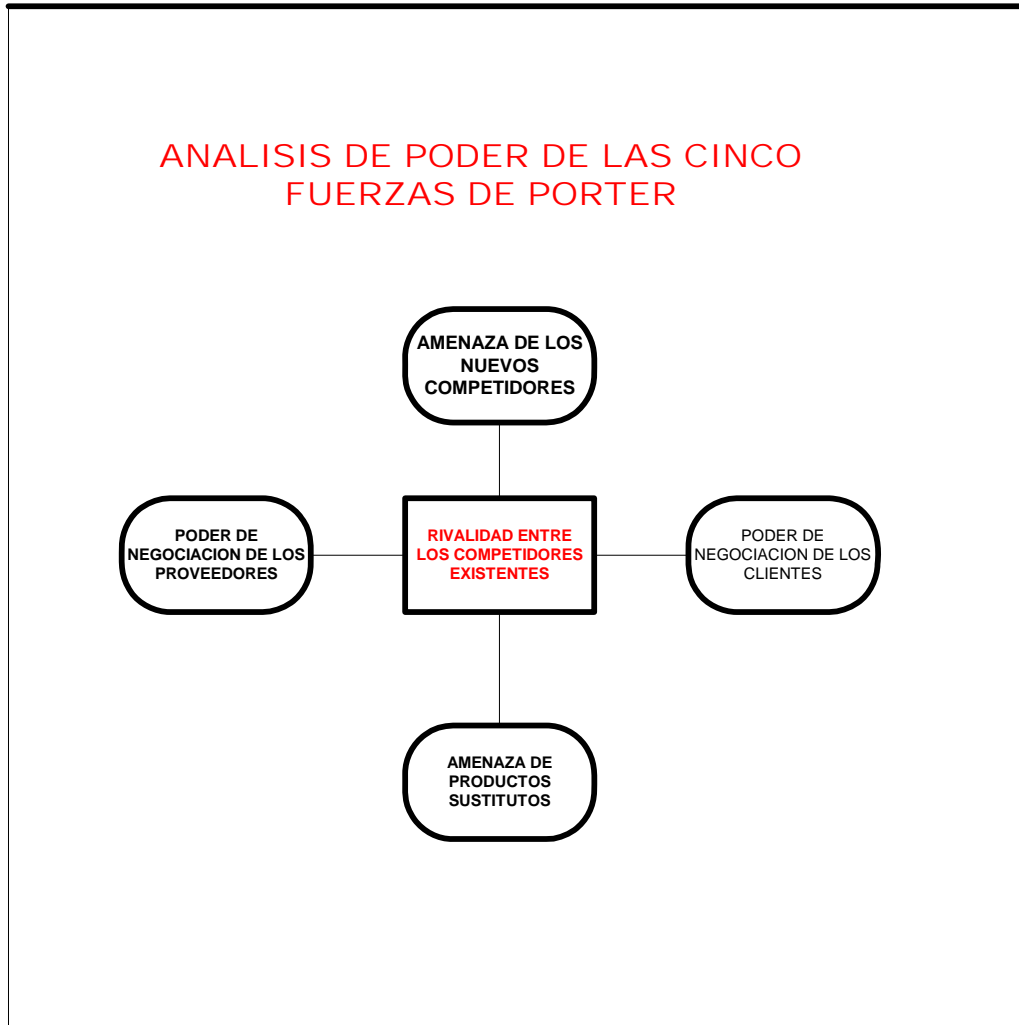 ANALISIS DE PODER DE LAS CINCO
FUERZAS DE PORTER
AMENAZA DE LOS
NUEVOS
COMPETIDORES
PODER DE
NEGOCIACION DE LOS
PROVEEDORES
RIVALIDAD ENTRE
LOS COMPETIDORES
EXISTENTES
PODER DE
NEGOCIACION DE LOS
CLIENTES
AMENAZA DE
PRODUCTOS
SUSTITUTOS